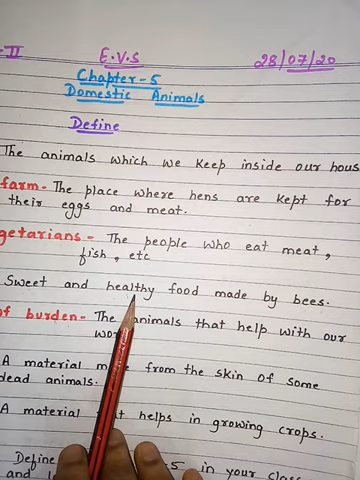 -II E.V.S 28/07/20
Chapter-5
Domestic Animals
Define
The animals which we keep inside our hous
farm- The place where hens are kept for
their eggs and meat.
getarians- The people who eat meat,
fish, etc
Sweet and healthy food made by bees.
of burden- The animals that help with our
A material from the skin of some
dead animals.
A material helps in growing crops.
Define -5 in your class
and